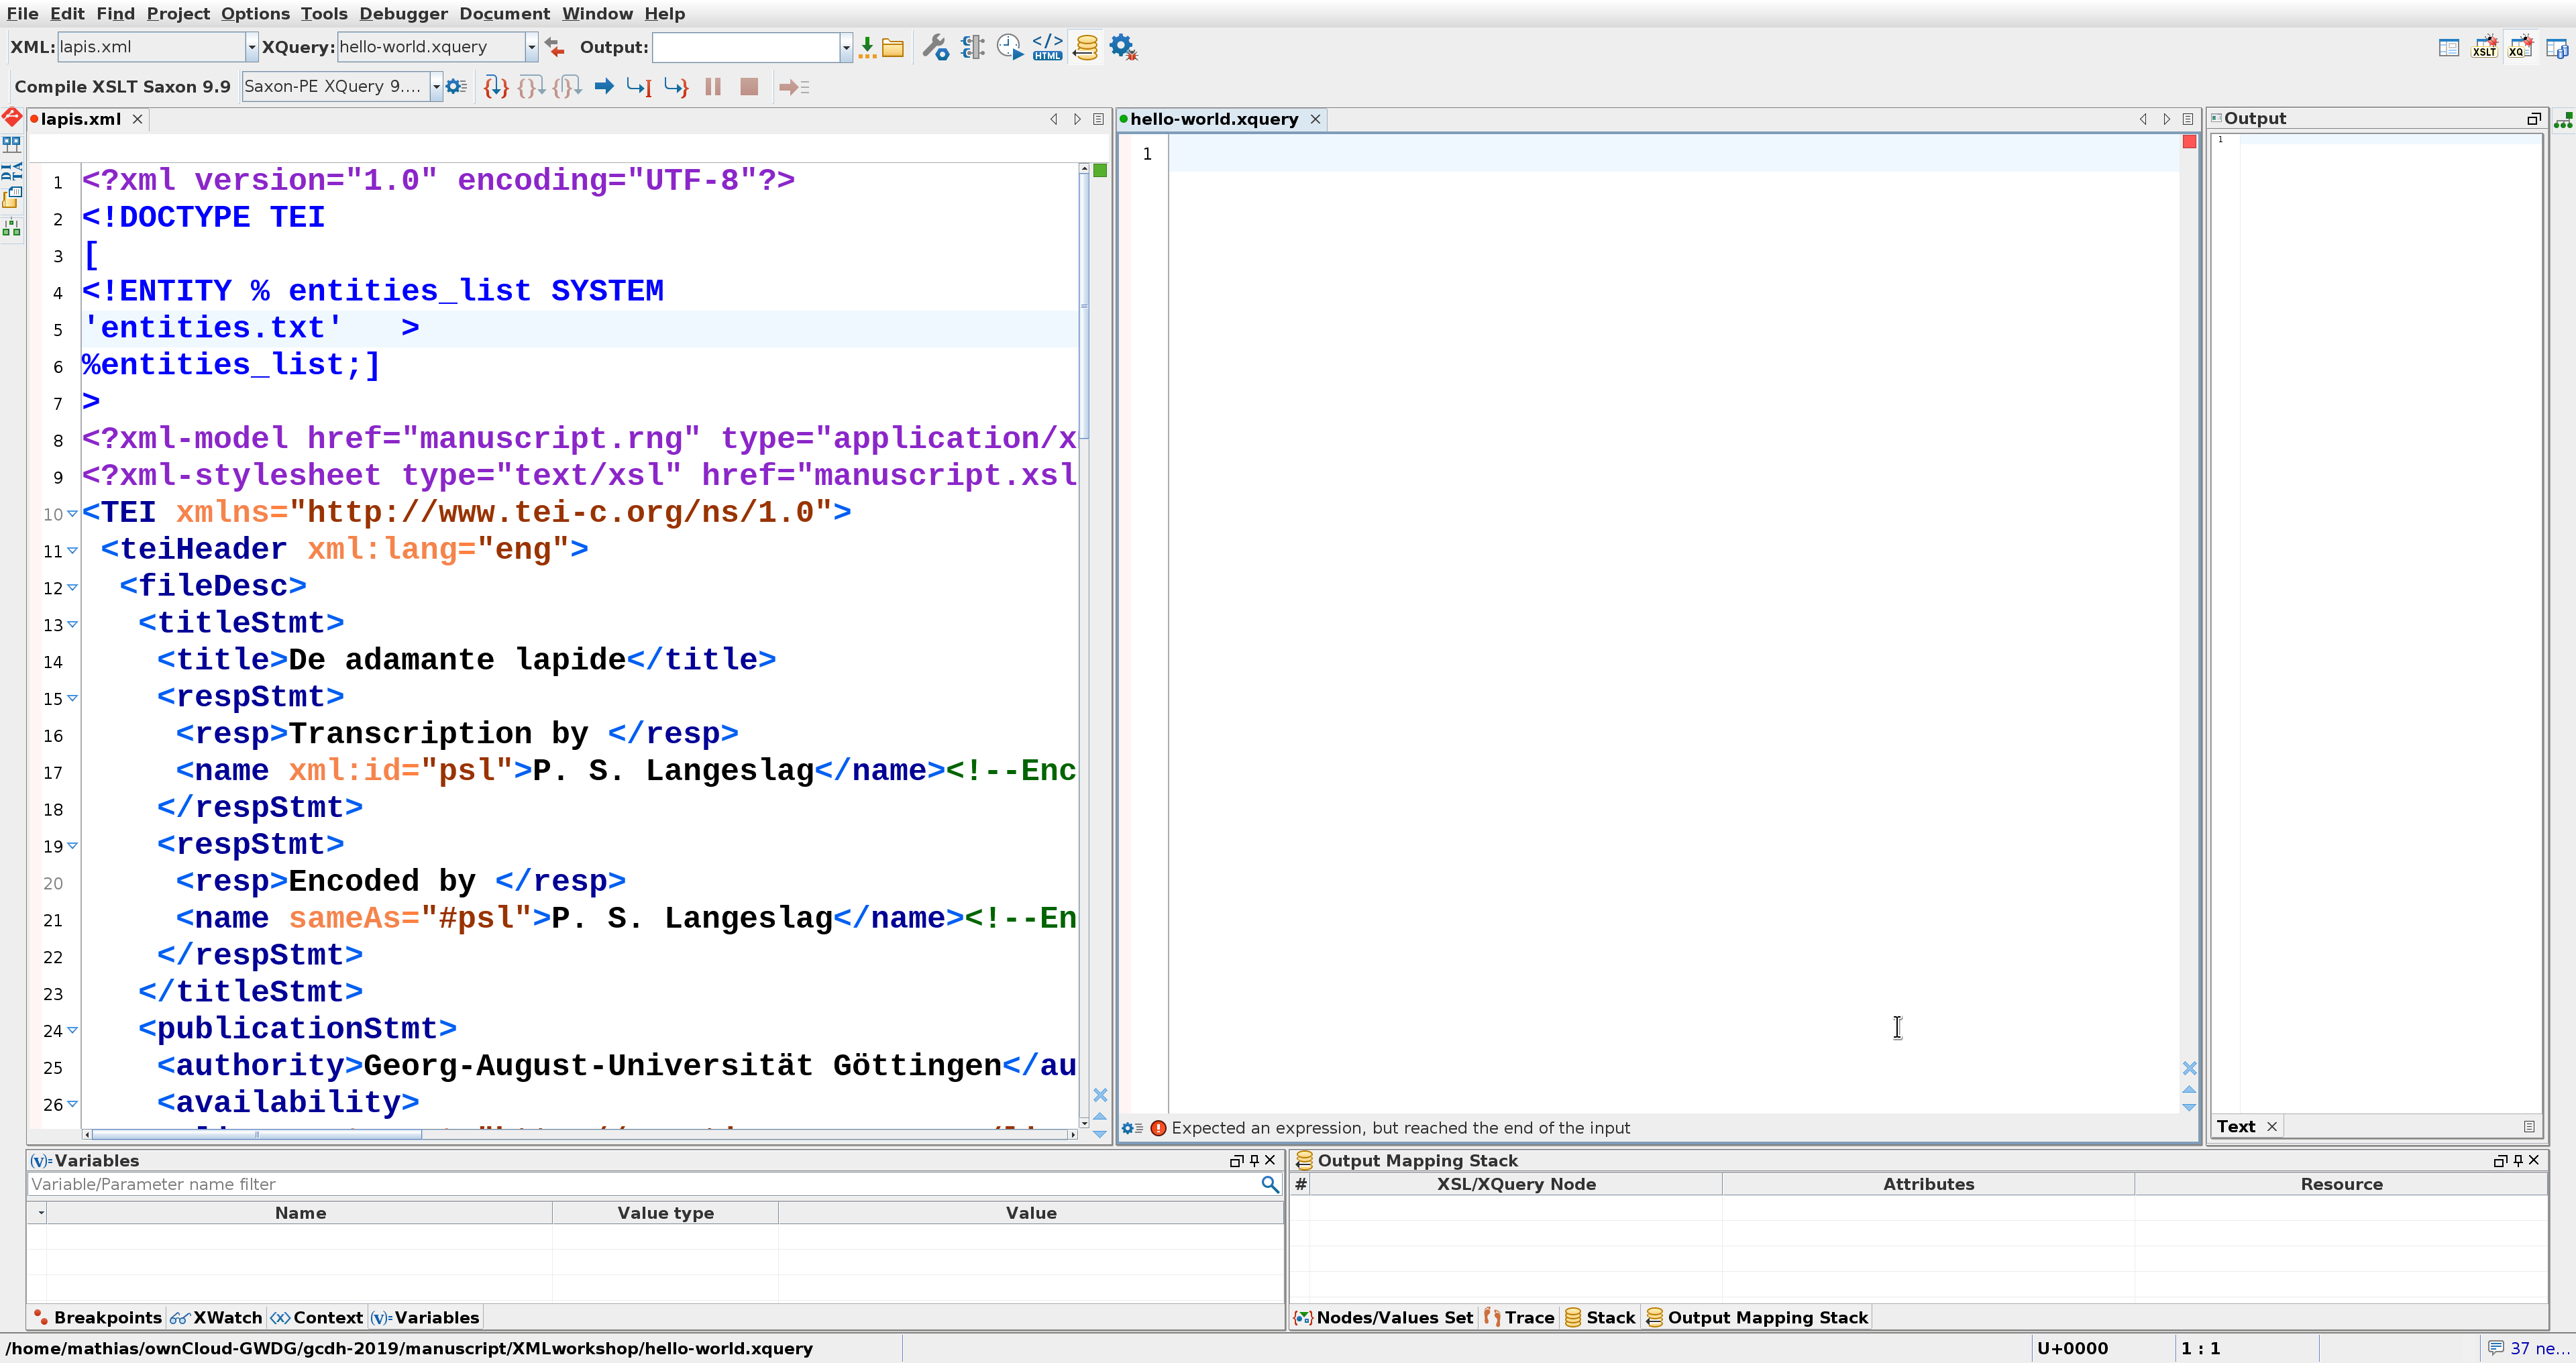 File Edit Find Project Options Tools Debugger Document Window Help
XML: lapis.xml XQuery: hello-world.xquery Output:
Compile XSLT Saxon 9.9 Saxon-PE XQuery 9....
lapis.xml
hello-world.xquery
Output
1 <?xml version="1.0" encoding="UTF-8"?>
2 <!DOCTYPE TEI
3 [
4 <!ENTITY % entities_list SYSTEM
5 'entities.txt'   >
6 %entities_list;]
7 >
8 <?xml-model href="manuscript.rng" type="application/x
9 <?xml-stylesheet type="text/xsl" href="manuscript.xsl
10 <TEI xmlns="http://www.tei-c.org/ns/1.0">
11 <teiHeader xml:lang="eng">
12 <fileDesc>
13 <titleStmt>
14 <title>De adamante lapide</title>
15 <respStmt>
16 <resp>Transcription by </resp>
17 <name xml:id="psl">P. S. Langeslag</name><!--Enc
18 </respStmt>
19 <respStmt>
20 <resp>Encoded by </resp>
21 <name sameAs="#psl">P. S. Langeslag</name><!--En
22 </respStmt>
23 </titleStmt>
24 <publicationStmt>
25 <authority>Georg-August-Universität Göttingen</au
26 <availability>
1
1
Expected an expression, but reached the end of the input
Text
Variables
Variable/Parameter name filter
Name Value type Value
Breakpoints XWatch Context Variables
Output Mapping Stack
# XSL/XQuery Node Attributes Resource
Nodes/Values Set Trace Stack Output Mapping Stack
/home/mathias/ownCloud-GWDG/gcdh-2019/manuscript/XMLworkshop/hello-world.xquery
U+0000 1 : 1 37 ne...